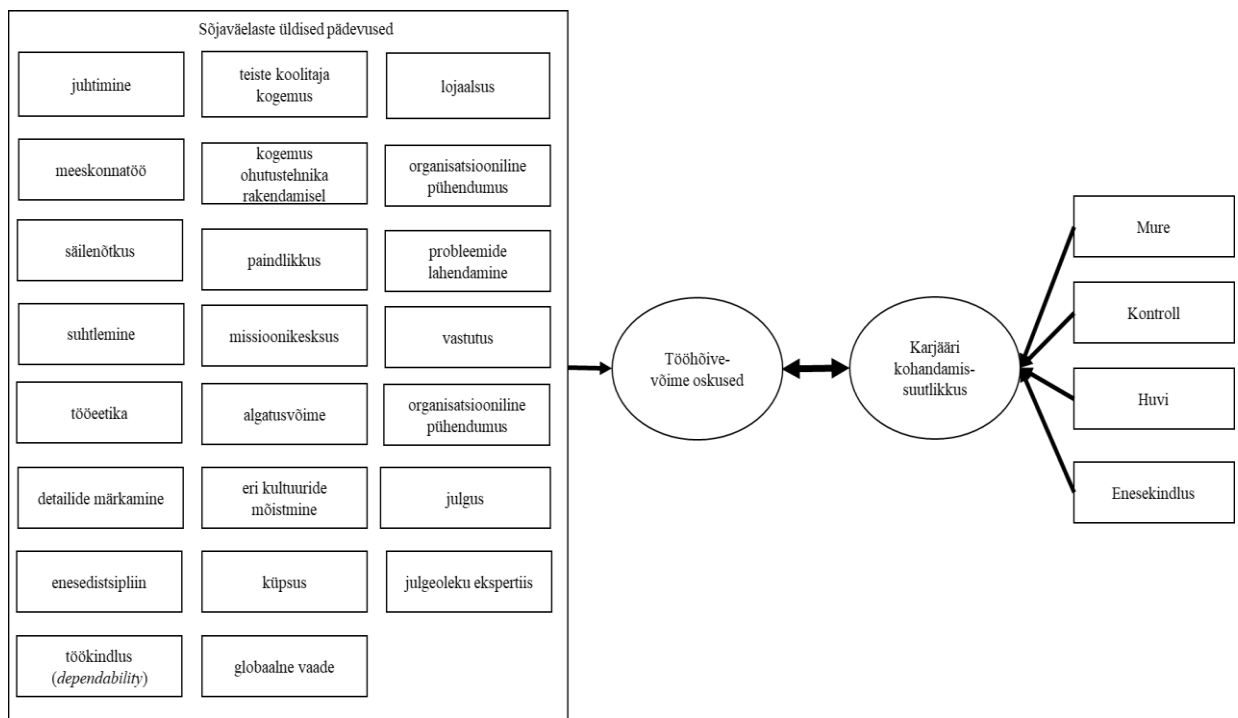 Sõjaväelaste üldised pädevused
juhtimine
teiste koolitaja
kogemus
lojaalsus
meeskonnatöö
kogemus
ohutustehnika
rakendamisel
organisatsiooniline
pühendumus
säilenõtkus
paindlikkus
probleemide
lahendamine
suhtlemine
missioonikesksus
vastutus
tööeetika
algatusvõime
organisatsiooniline
pühendumus
detailide märkamine
eri kultuuride
mõistmine
julgus
enesedistsipliin
küpsus
julgeoleku ekspertiis
töökindlus
(dependability)
globaalne vaade
Tööhõive-
võime oskused
Karjääri
kohandamis-
suutlikkus
Mure
Kontroll
Huvi
Enesekindlus